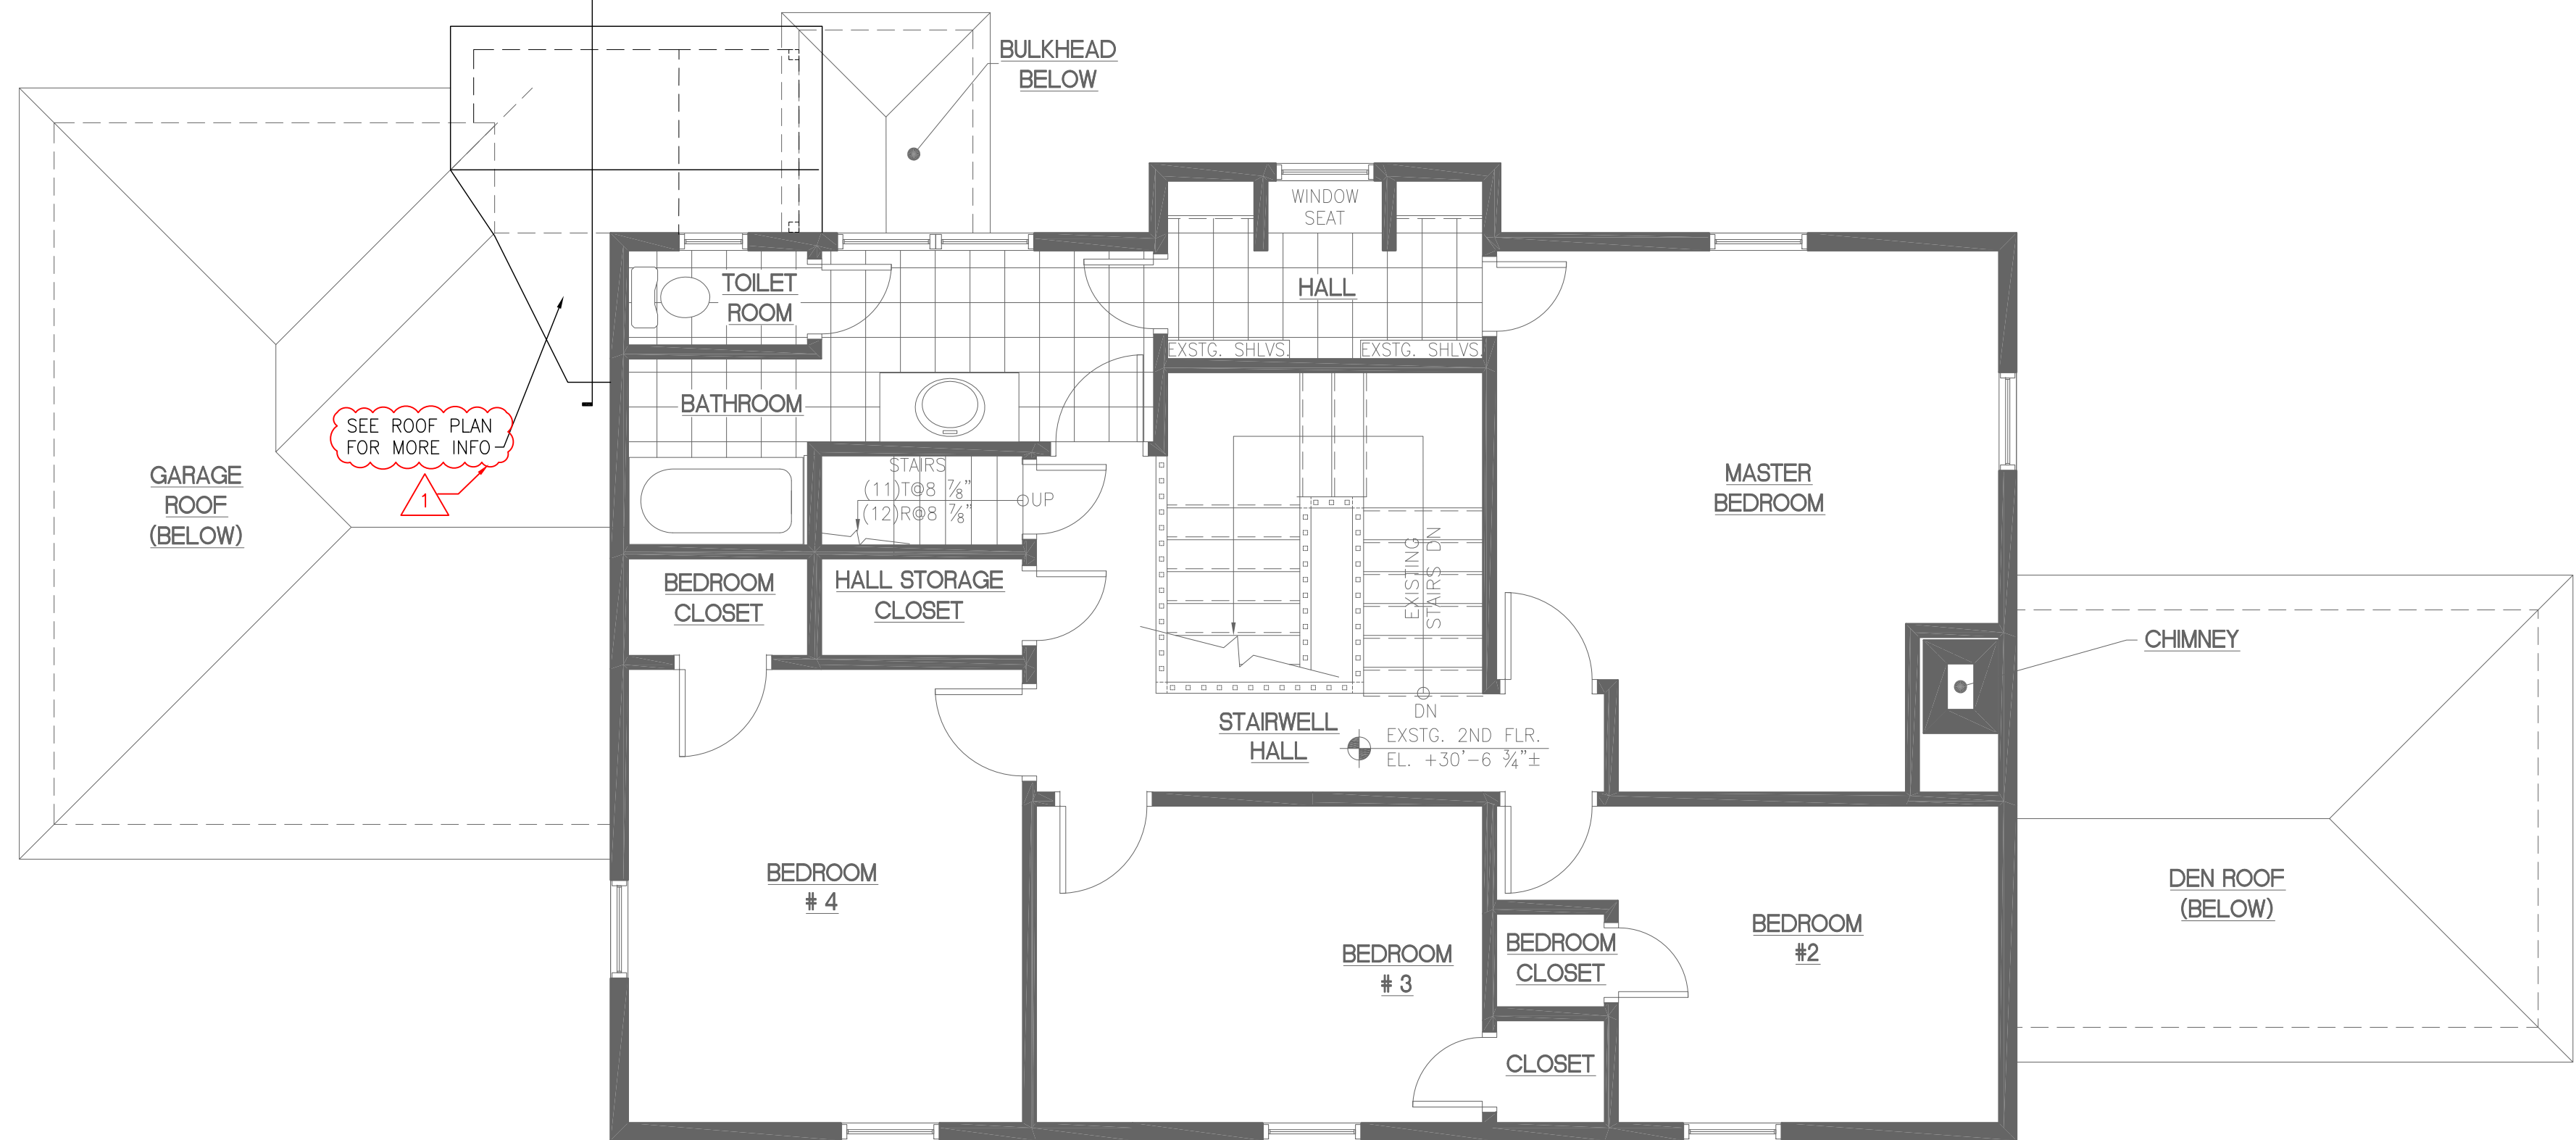 BULKHEAD
BELOW
WINDOW
SEAT
TOILET
ROOM
HALL
EXSTG. SHLVS.
EXSTG. SHLVS.
BATHROOM
SEE ROOF PLAN
FOR MORE INFO
1
GARAGE
ROOF
(BELOW)
STAIRS
(11)T@8 ⅞"
(12)R@8 ⅞"
UP
MASTER
BEDROOM
EXISTING
STAIRS DN
BEDROOM
CLOSET
HALL STORAGE
CLOSET
CHIMNEY
DN
STAIRWELL
HALL
EXSTG. 2ND FLR.
EL. +30'-6 ¾"±
BEDROOM
# 4
BEDROOM
# 3
BEDROOM
CLOSET
BEDROOM
#2
DEN ROOF
(BELOW)
CLOSET